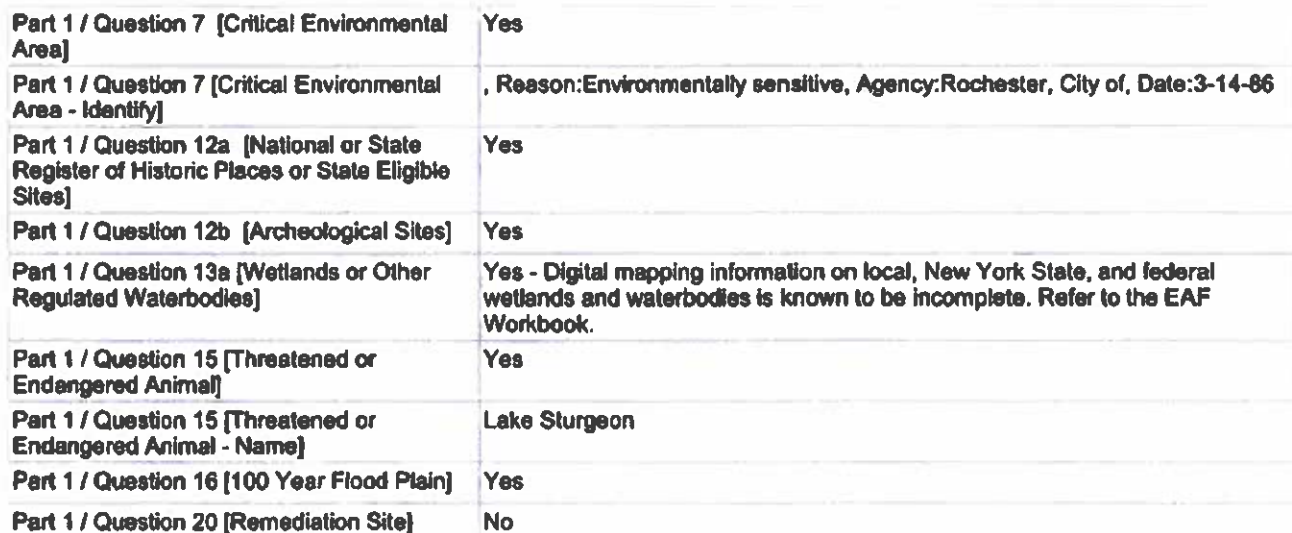 Part 1 / Question 7 [Critical Environmental Area] Yes
Part 1 / Question 7 [Critical Environmental Area - Identify] , Reason:Environmentally sensitive, Agency:Rochester, City of, Date:3-14-86
Part 1 / Question 12a [National or State Register of Historic Places or State Eligible Sites] Yes
Part 1 / Question 12b [Archeological Sites] Yes
Part 1 / Question 13a [Wetlands or Other Regulated Waterbodies] Yes - Digital mapping information on local, New York State, and federal wetlands and waterbodies is known to be incomplete. Refer to the EAF Workbook.
Part 1 / Question 15 [Threatened or Endangered Animal] Yes
Part 1 / Question 15 [Threatened or Endangered Animal - Name] Lake Sturgeon
Part 1 / Question 16 [100 Year Flood Plain] Yes
Part 1 / Question 20 [Remediation Site] No